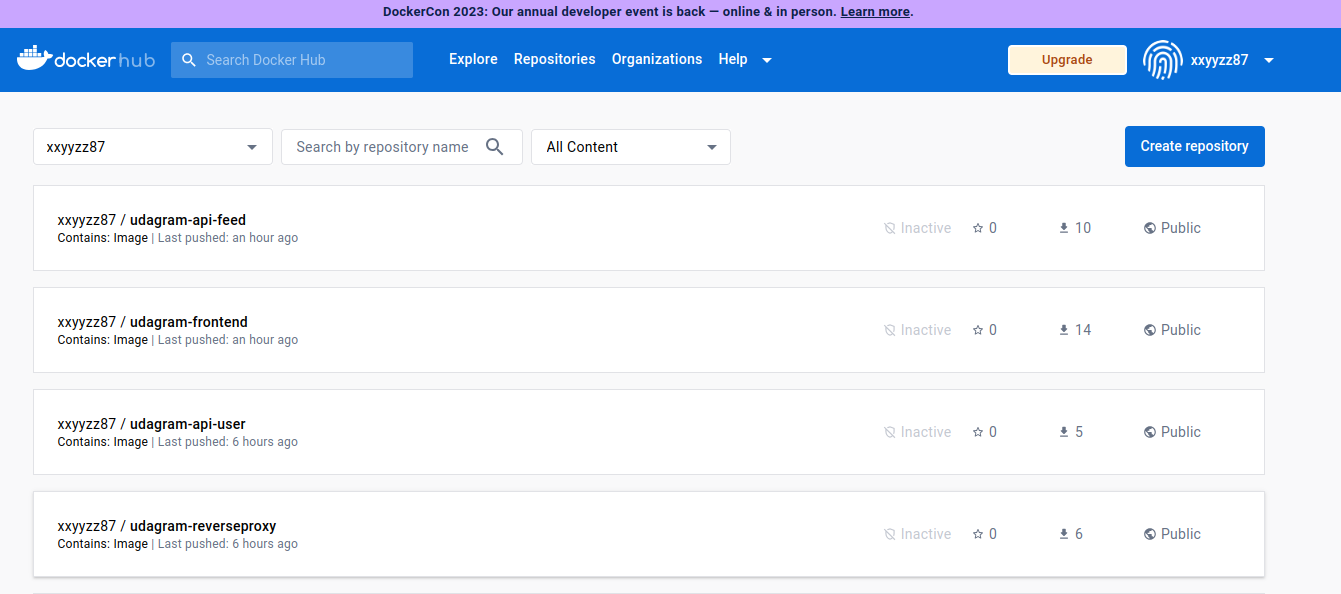 DockerCon 2023: Our annual developer event is back — online & in person. Learn more.
dockerhub Search Docker Hub Explore Repositories Organizations Help Upgrade xxyyzz87
xxyyzz87 Search by repository name All Content Create repository
xxyyzz87 / udagram-api-feed
Contains: Image | Last pushed: an hour ago
Inactive 0 10 Public
xxyyzz87 / udagram-frontend
Contains: Image | Last pushed: an hour ago
Inactive 0 14 Public
xxyyzz87 / udagram-api-user
Contains: Image | Last pushed: 6 hours ago
Inactive 0 5 Public
xxyyzz87 / udagram-reverseproxy
Contains: Image | Last pushed: 6 hours ago
Inactive 0 6 Public